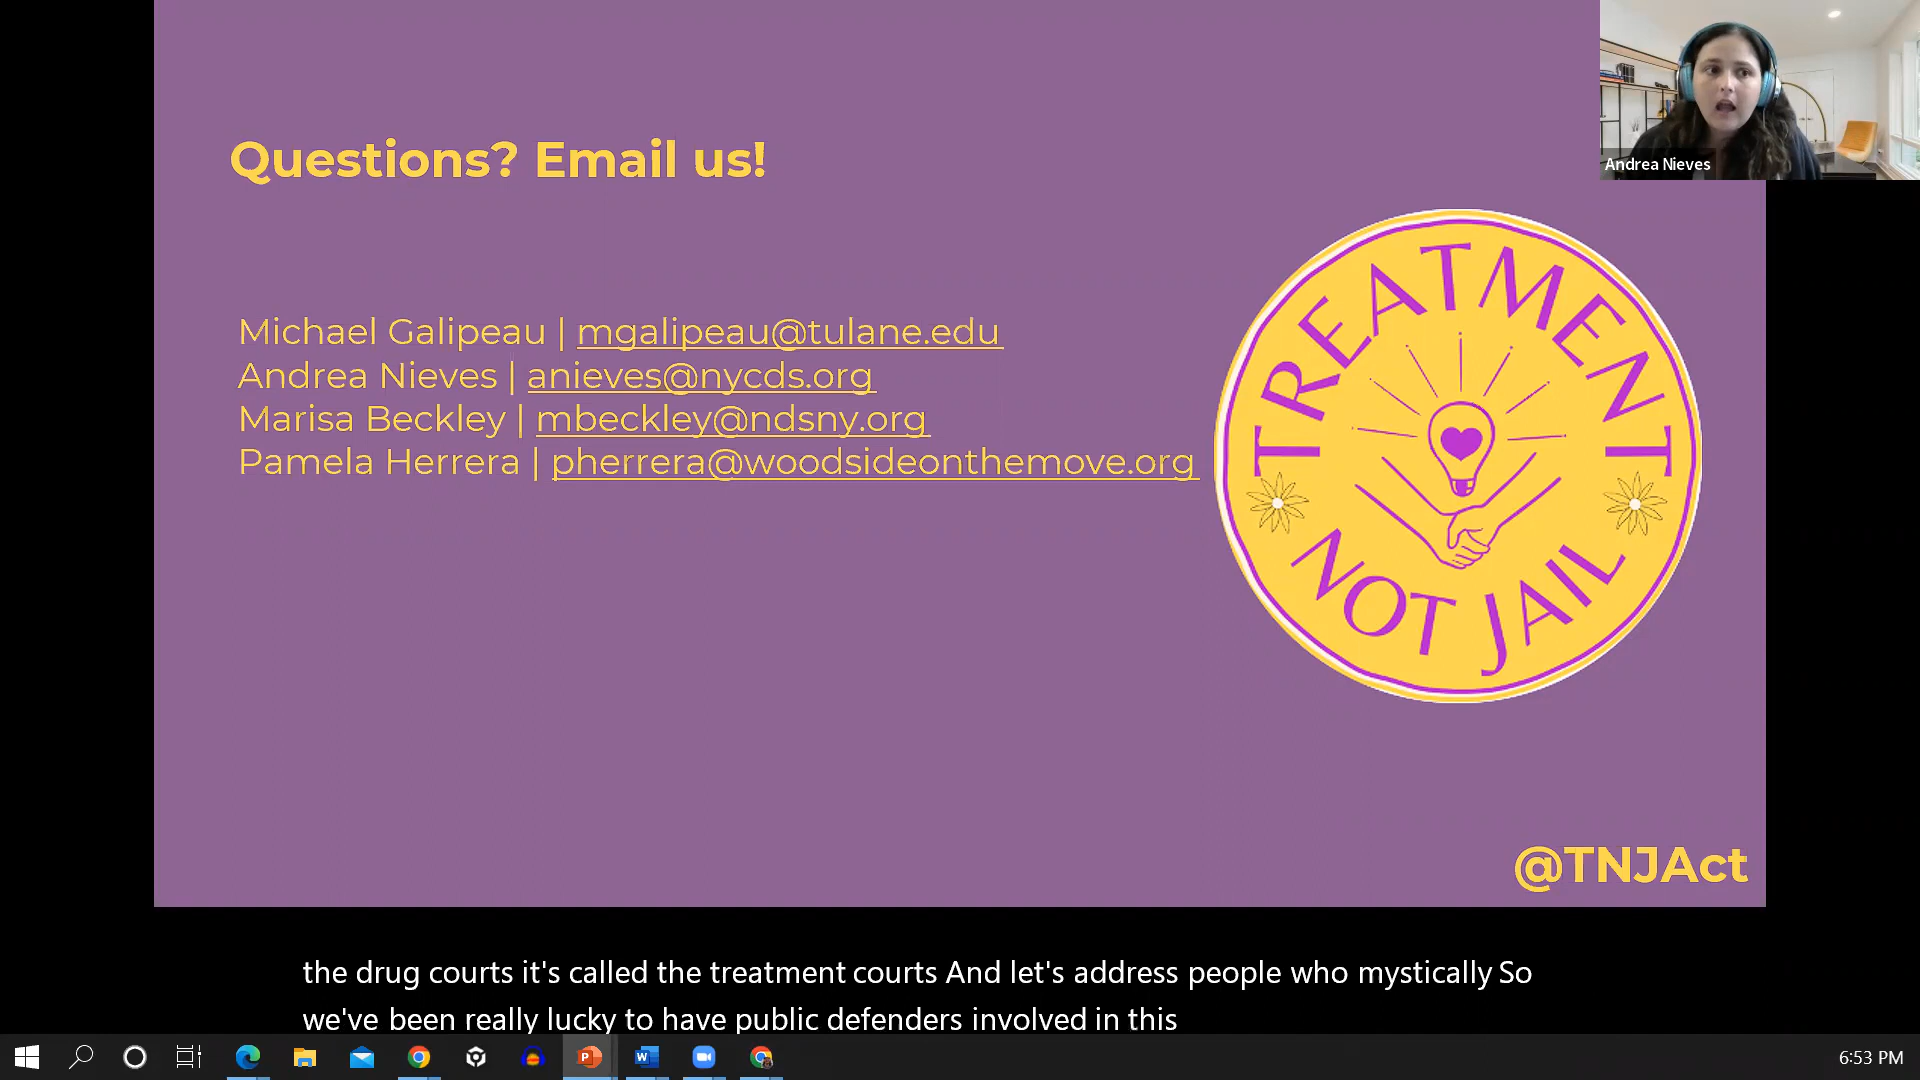 Questions? Email us!
Andrea Nieves
Michael Galipeau | mgalipeau@tulane.edu
Andrea Nieves | anieves@nycds.org
Marisa Beckley | mbeckley@ndsny.org
Pamela Herrera | pherrera@woodsideonthemove.org
TREATMENT
NOT JAIL
@TNJAct
the drug courts it's called the treatment courts And let's address people who mystically So
we've been really lucky to have public defenders involved in this
6:53 PM